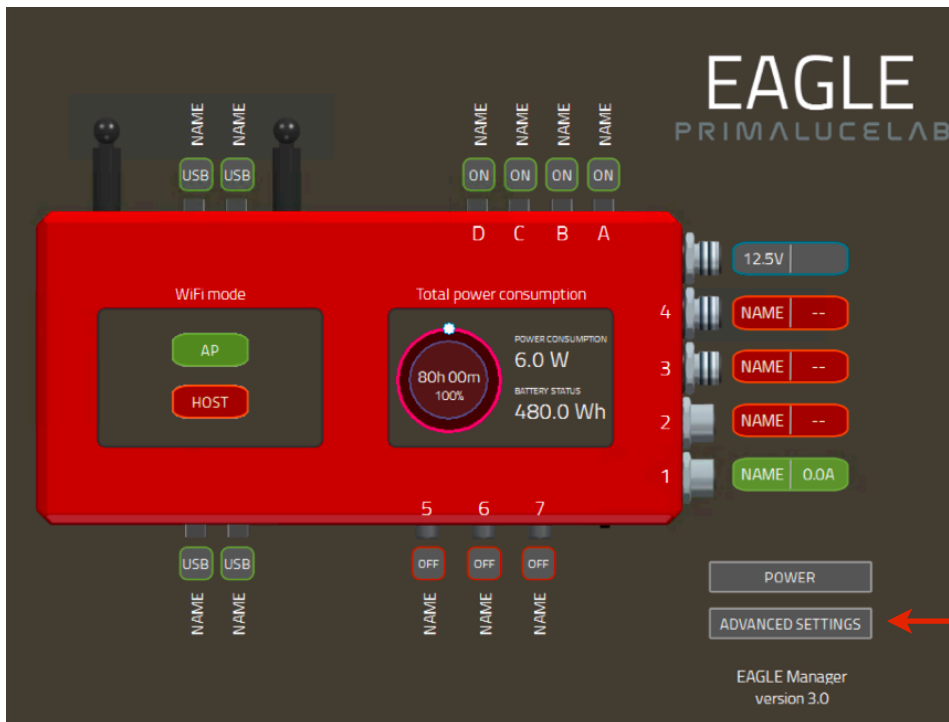 EAGLE
PRIMALUCELAB
NAME NAME NAME NAME NAME NAME
USB USB ON ON ON ON
D C B A
12.5V
WiFi mode Total power consumption
4 NAME --
AP
POWER CONSUMPTION
6.0 W
80h 00m
100%
3 NAME --
HOST
BATTERY STATUS
480.0 Wh
2 NAME --
1 NAME 0.0A
5 6 7
USB USB OFF OFF OFF
NAME NAME NAME NAME NAME
POWER
ADVANCED SETTINGS
EAGLE Manager
version 3.0